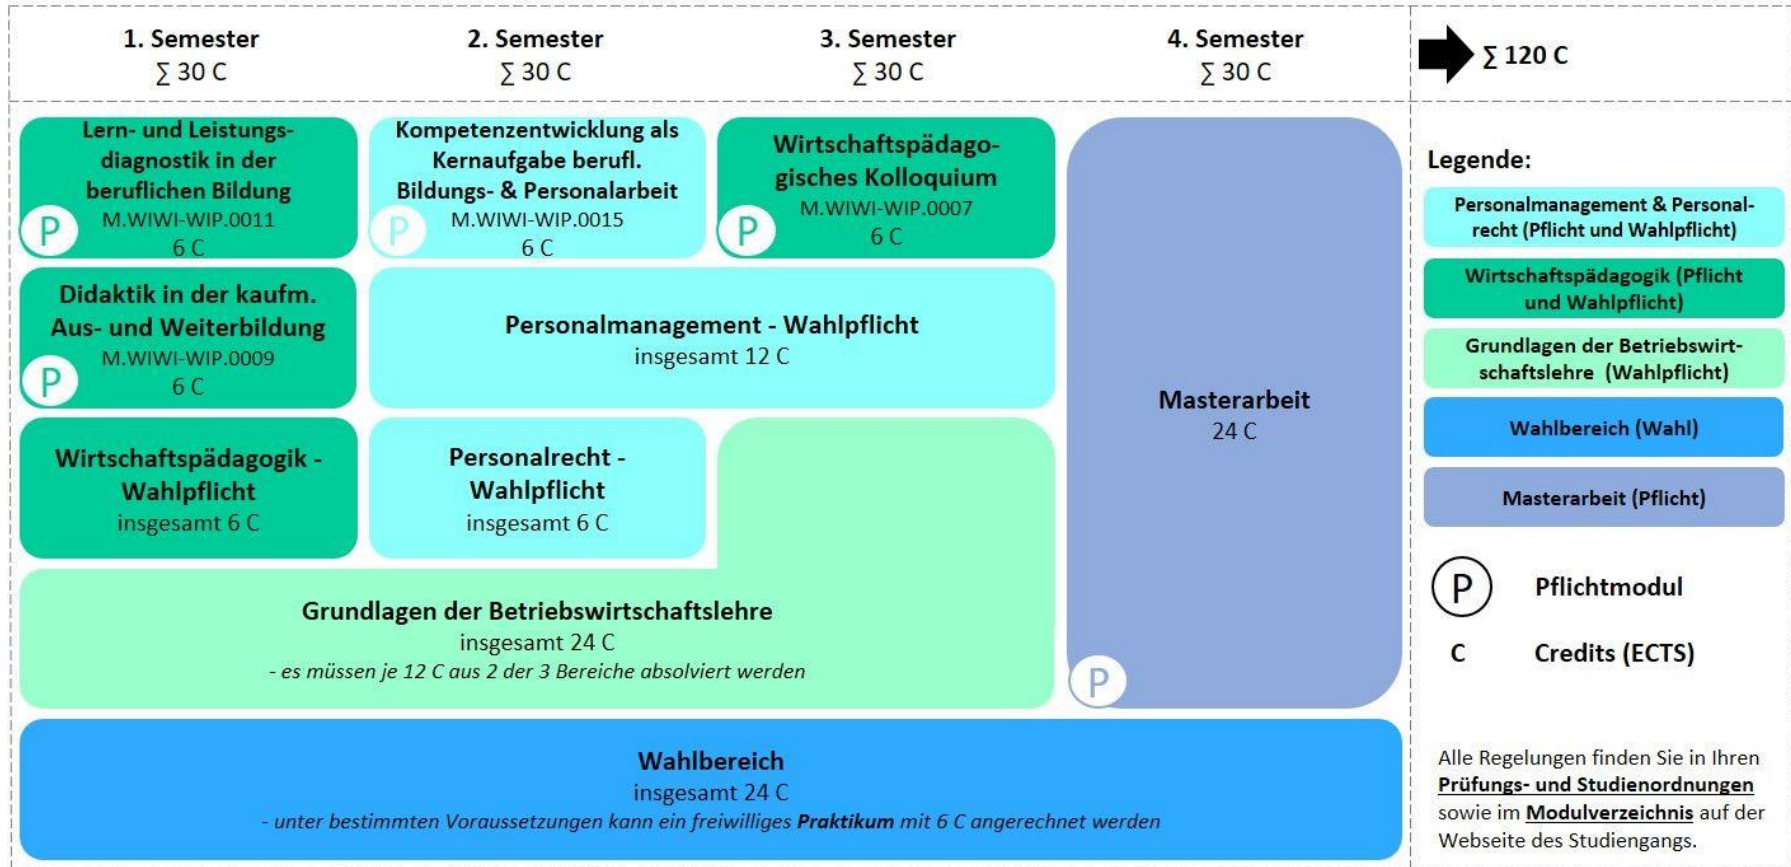 1. Semester
∑ 30 C
2. Semester
∑ 30 C
3. Semester
∑ 30 C
4. Semester
∑ 30 C
∑ 120 C
Lern- und Leistungs-
diagnostik in der
beruflichen Bildung
M.WIWI-WIP.0011
6 C
P
Kompetenzentwicklung als
Kernaufgabe berufl.
Bildungs- & Personalarbeit
M.WIWI-WIP.0015
6 C
P
Wirtschaftspädago-
gisches Kolloquium
M.WIWI-WIP.0007
6 C
P
Didaktik in der kaufm.
Aus- und Weiterbildung
M.WIWI-WIP.0009
6 C
P
Personalmanagement - Wahlpflicht
insgesamt 12 C
Wirtschaftspädagogik -
Wahlpflicht
insgesamt 6 C
Personalrecht -
Wahlpflicht
insgesamt 6 C
Grundlagen der Betriebswirtschaftslehre
insgesamt 24 C
- es müssen je 12 C aus 2 der 3 Bereiche absolviert werden
Masterarbeit
24 C
P
Wahlbereich
insgesamt 24 C
- unter bestimmten Voraussetzungen kann ein freiwilliges Praktikum mit 6 C angerechnet werden
Legende:
Personalmanagement & Personal-
recht (Pflicht und Wahlpflicht)
Wirtschaftspädagogik (Pflicht
und Wahlpflicht)
Grundlagen der Betriebswirt-
schaftslehre (Wahlpflicht)
Wahlbereich (Wahl)
Masterarbeit (Pflicht)
P Pflichtmodul
C Credits (ECTS)
Alle Regelungen finden Sie in Ihren
Prüfungs- und Studienordnungen
sowie im Modulverzeichnis auf der
Webseite des Studiengangs.